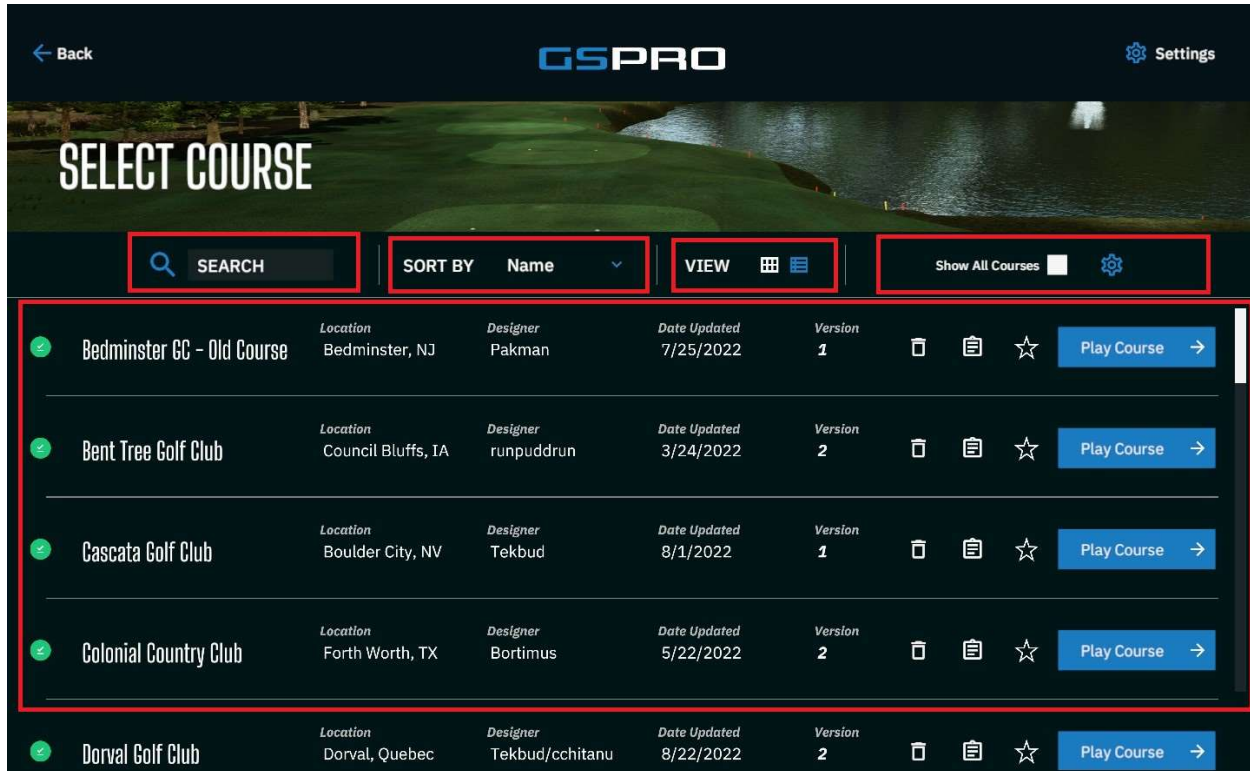 Back
GSPRO
Settings
SELECT COURSE
SEARCH
SORT BY Name
VIEW
Show All Courses
Bedminster GC - Old Course Location Bedminster, NJ Designer Pakman Date Updated 7/25/2022 Version 1 Play Course
Bent Tree Golf Club Location Council Bluffs, IA Designer runpuddrun Date Updated 3/24/2022 Version 2 Play Course
Cascata Golf Club Location Boulder City, NV Designer Tekbud Date Updated 8/1/2022 Version 1 Play Course
Colonial Country Club Location Forth Worth, TX Designer Bortimus Date Updated 5/22/2022 Version 2 Play Course
Dorval Golf Club Location Dorval, Quebec Designer Tekbud/cchitanu Date Updated 8/22/2022 Version 2 Play Course